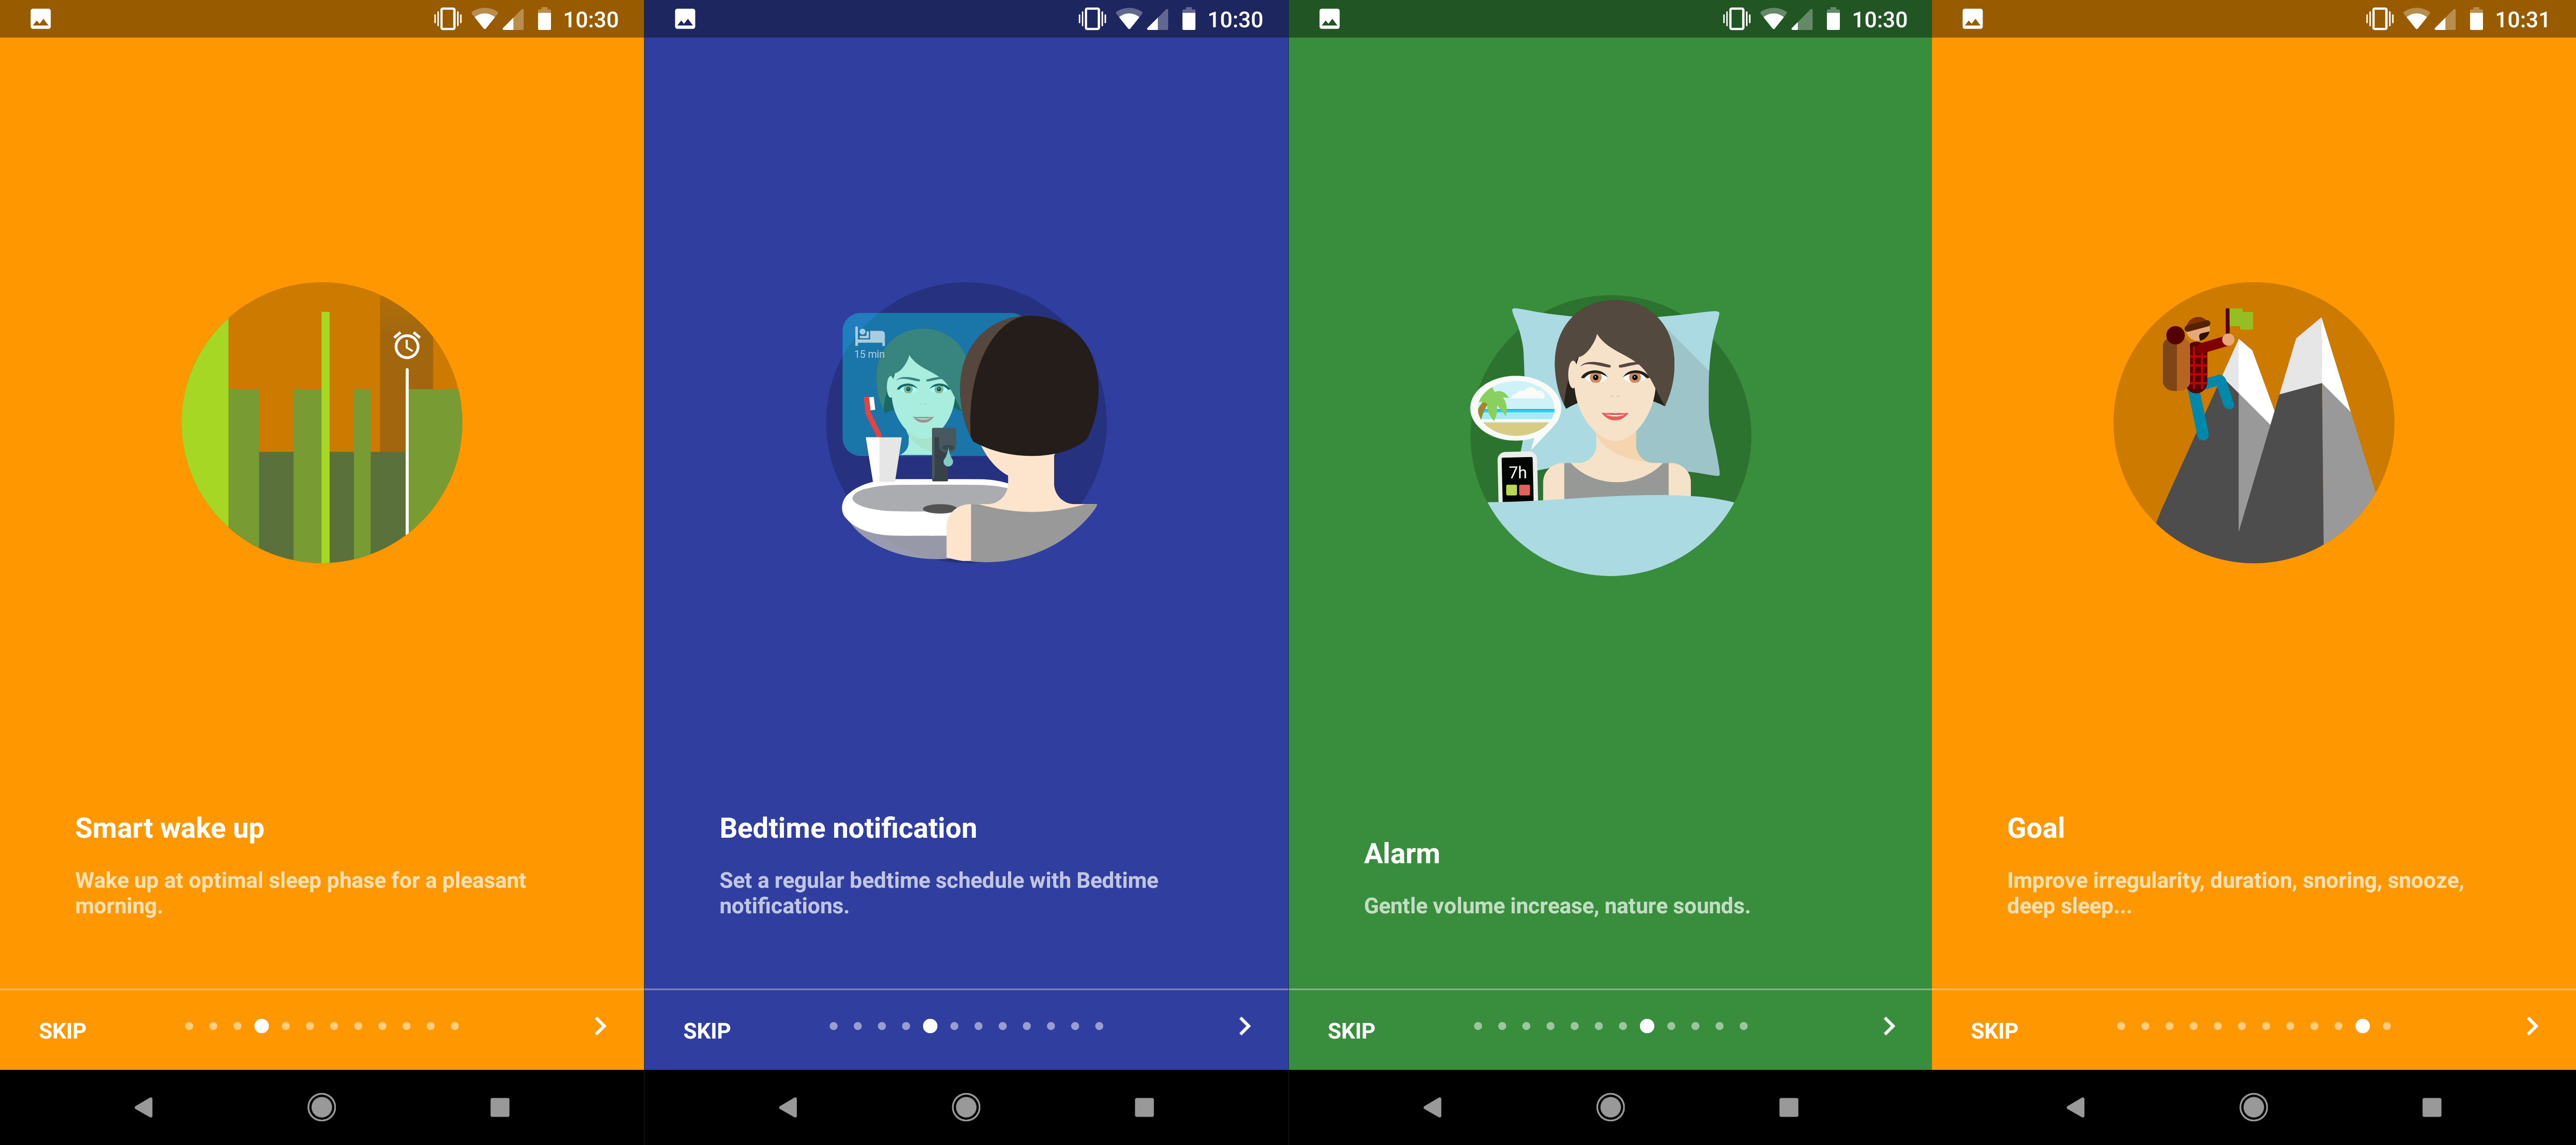 10:30
15 min
Smart wake up
Wake up at optimal sleep phase for a pleasant
morning.
SKIP
10:30
Bedtime notification
Set a regular bedtime schedule with Bedtime
notifications.
SKIP
10:30
7h
Alarm
Gentle volume increase, nature sounds.
SKIP
10:31
Goal
Improve irregularity, duration, snoring, snooze,
deep sleep...
SKIP